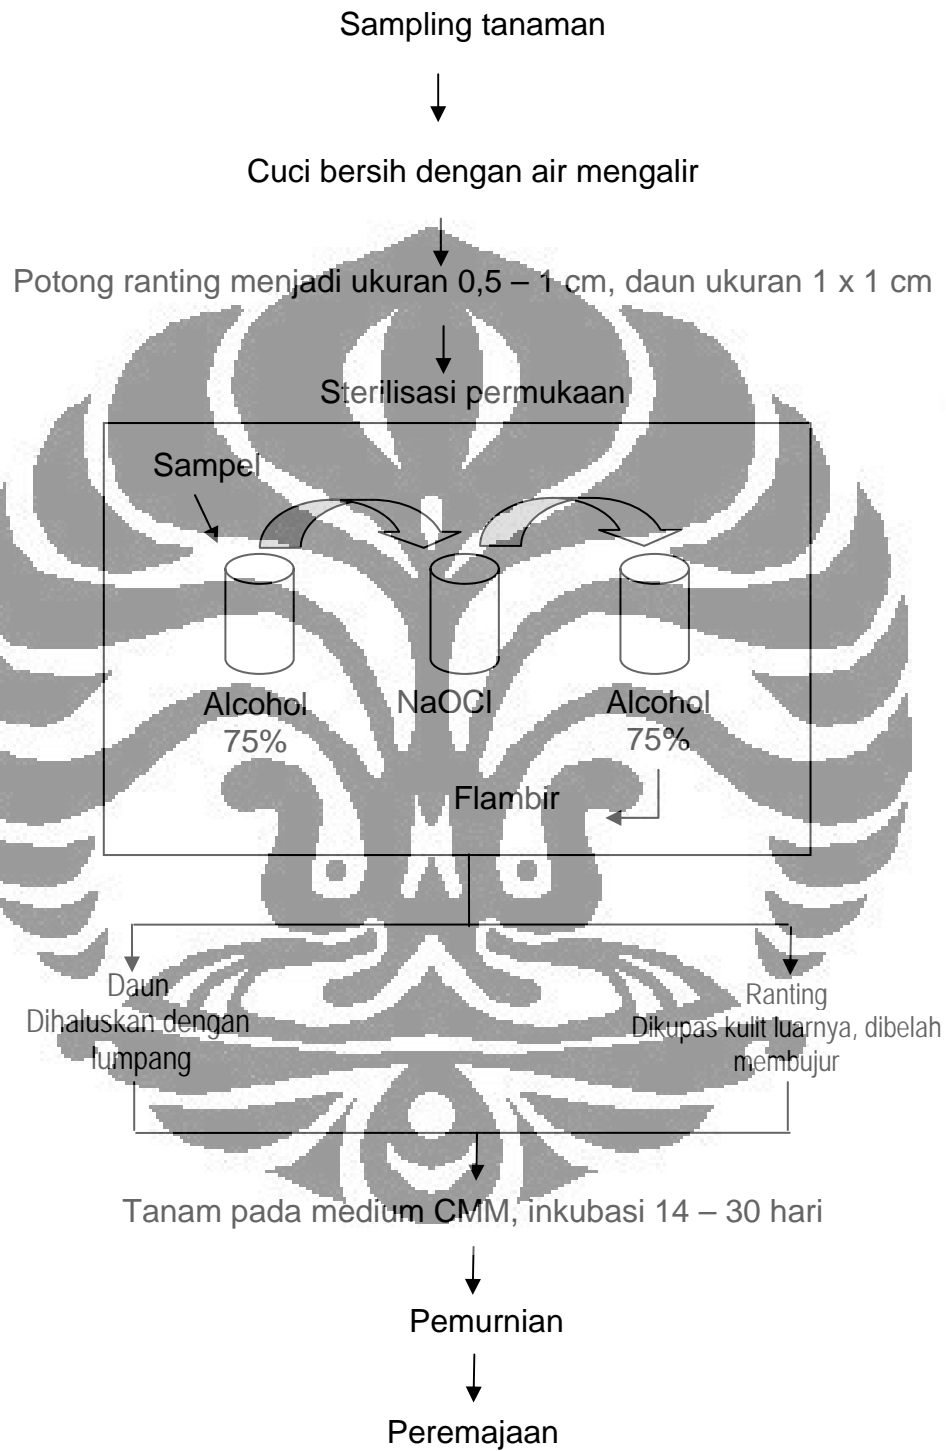 Sampling tanaman
Cuci bersih dengan air mengalir
Potong ranting menjadi ukuran 0,5 – 1 cm, daun ukuran 1 x 1 cm
Sterilisasi permukaan
Sampel
Alcohol
75%
NaOCl
Alcohol
75%
Flambir
Daun
Dihaluskan dengan
lumpang
Ranting
Dikupas kulit luarnya, dibelah
membujur
Tanam pada medium CMM, inkubasi 14 – 30 hari
Pemurnian
Peremajaan